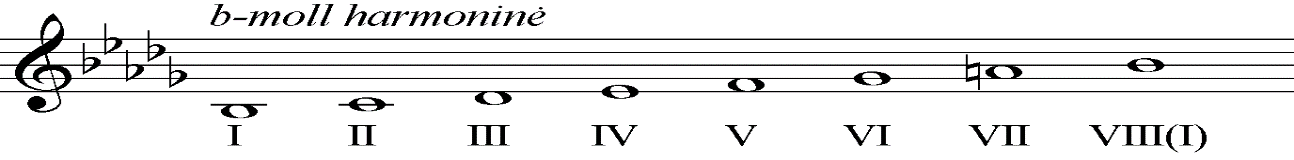 b-moll harmoninė
I II III IV V VI VII VIII(I)